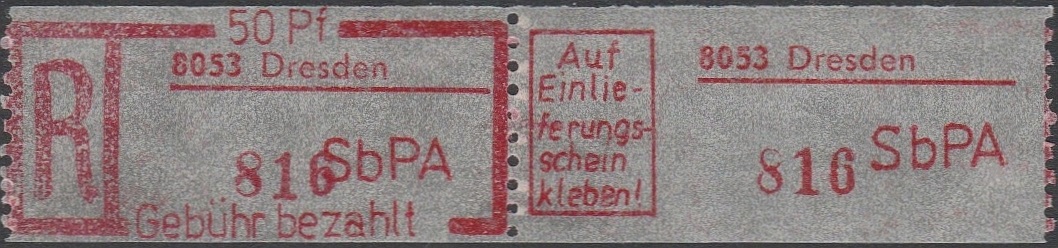 50 Pf
R
8053 Dresden
816 SbPA
Gebühr bezahlt
Auf
Einlie-
ferungs-
schein
kleben!
8053 Dresden
816 SbPA